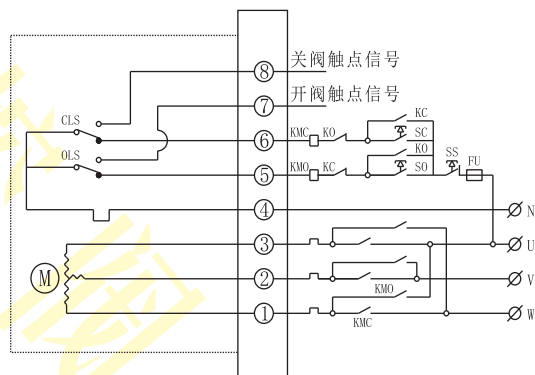 ⑧ 关阀触点信号
⑦ 开阀触点信号
KC
CLS ⑥ KMC KO SC
OLS KO SS
⑤ KMO KC SO FU
④ N
③ U
M ② V
KMO
① W
KMC